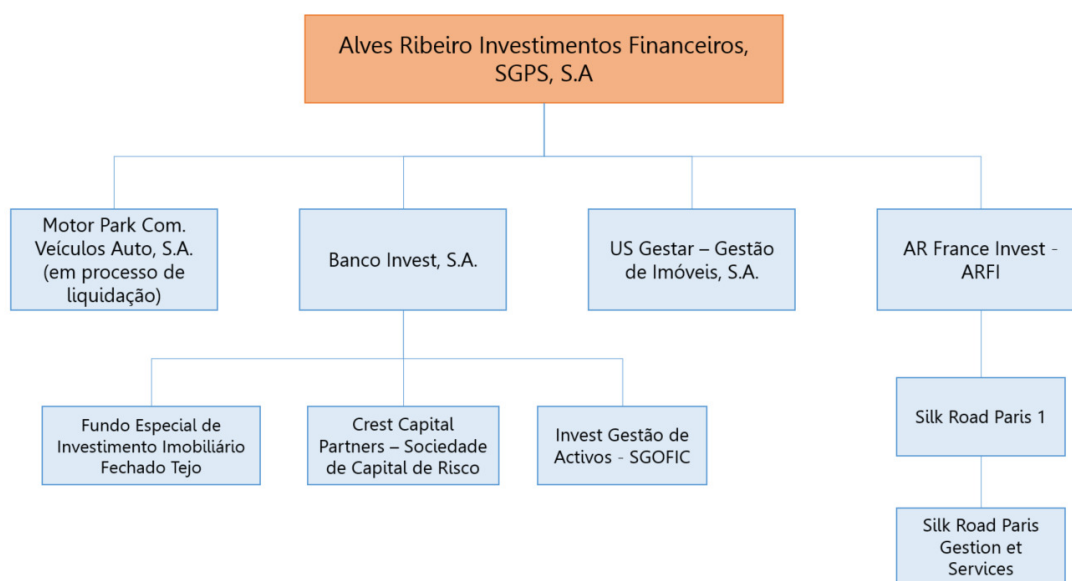 Alves Ribeiro Investimentos Financeiros,
SGPS, S.A
Motor Park Com.
Veículos Auto, S.A.
(em processo de
liquidação)
Banco Invest, S.A.
US Gestar – Gestão
de Imóveis, S.A.
AR France Invest -
ARFI
Fundo Especial de
Investimento Imobiliário
Fechado Tejo
Crest Capital
Partners – Sociedade
de Capital de Risco
Invest Gestão de
Activos - SGOFIC
Silk Road Paris 1
Silk Road Paris
Gestion et
Services